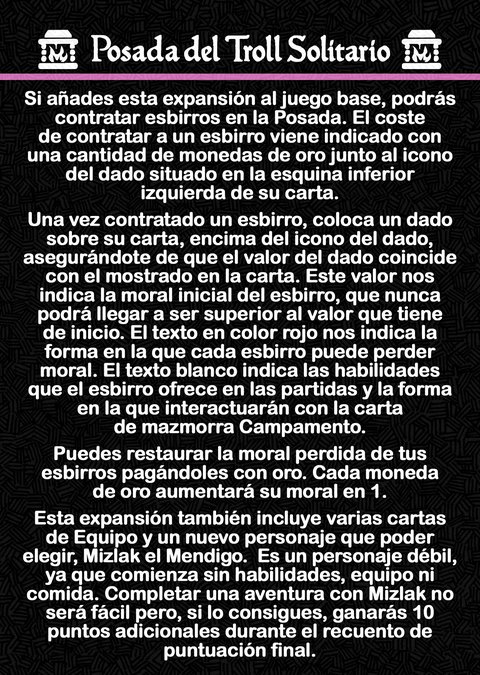 M Posada del Troll Solitario M
Si añades esta expansión al juego base, podrás
contratar esbirros en la Posada. El coste
de contratar a un esbirro viene indicado con
una cantidad de monedas de oro junto al icono
del dado situado en la esquina inferior
izquierda de su carta.
Una vez contratado un esbirro, coloca un dado
sobre su carta, encima del icono del dado,
asegurándote de que el valor del dado coincide
con el mostrado en la carta. Este valor nos
indica la moral inicial del esbirro, que nunca
podrá llegar a ser superior al valor que tiene
de inicio. El texto en color rojo nos indica la
forma en la que cada esbirro puede perder
moral. El texto blanco indica las habilidades
que el esbirro ofrece en las partidas y la forma
en la que interactuarán con la carta
de mazmorra Campamento.
Puedes restaurar la moral perdida de tus
esbirros pagándoles con oro. Cada moneda
de oro aumentará su moral en 1.
Esta expansión también incluye varias cartas
de Equipo y un nuevo personaje que poder
elegir, Mizlak el Mendigo. Es un personaje débil,
ya que comienza sin habilidades, equipo ni
comida. Completar una aventura con Mizlak no
será fácil pero, si lo consigues, ganarás 10
puntos adicionales durante el recuento de
puntuación final.